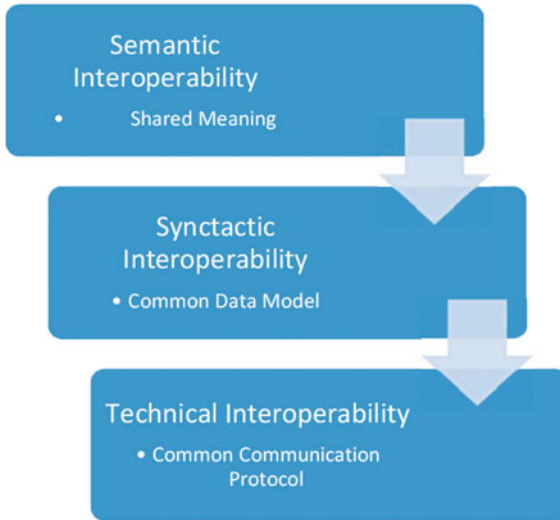 Semantic
Interoperability
• Shared Meaning
Synctactic
Interoperability
• Common Data Model
Technical Interoperability
• Common Communication
Protocol